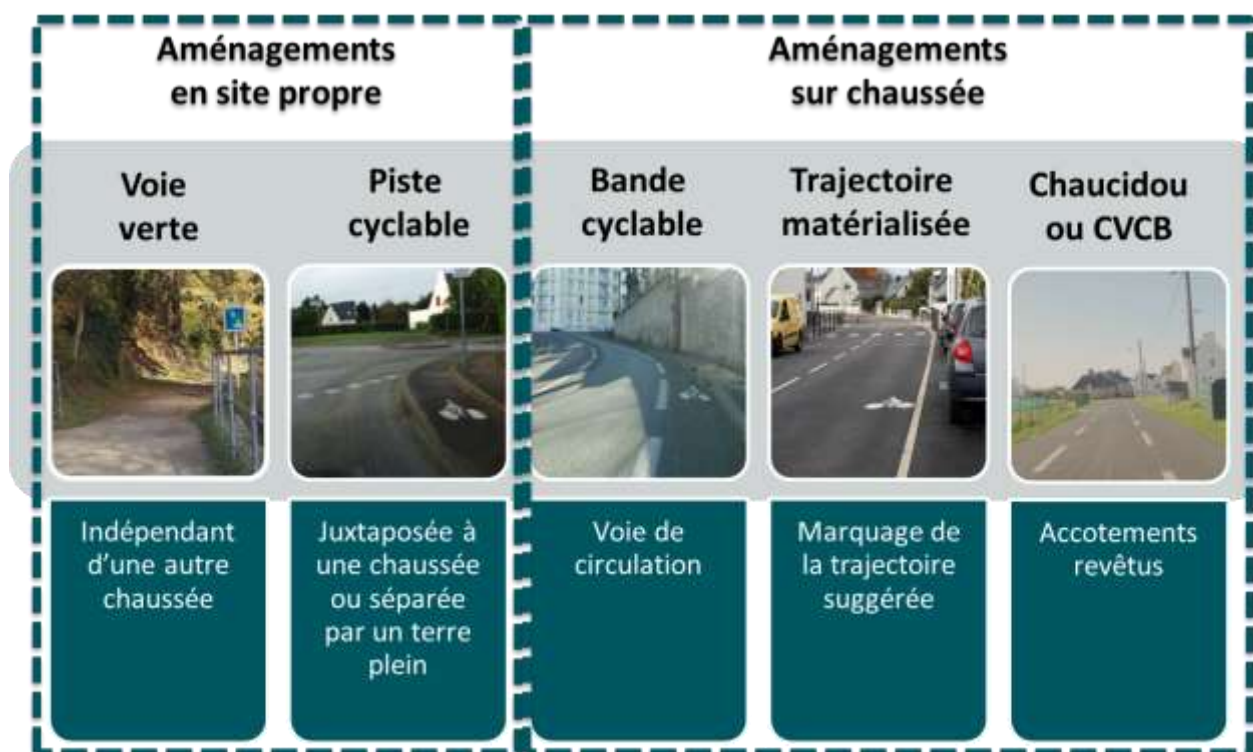 Aménagements
en site propre
Aménagements
sur chaussée
Voie
verte
Piste
cyclable
Bande
cyclable
Trajectoire
matérialisée
Chaucidou
ou CVCB
Indépendant
d'une autre
chaussée
Juxtaposée à
une chaussée
ou séparée
par un terre
plein
Voie de
circulation
Marquage de
la trajectoire
suggérée
Accotements
revêtus